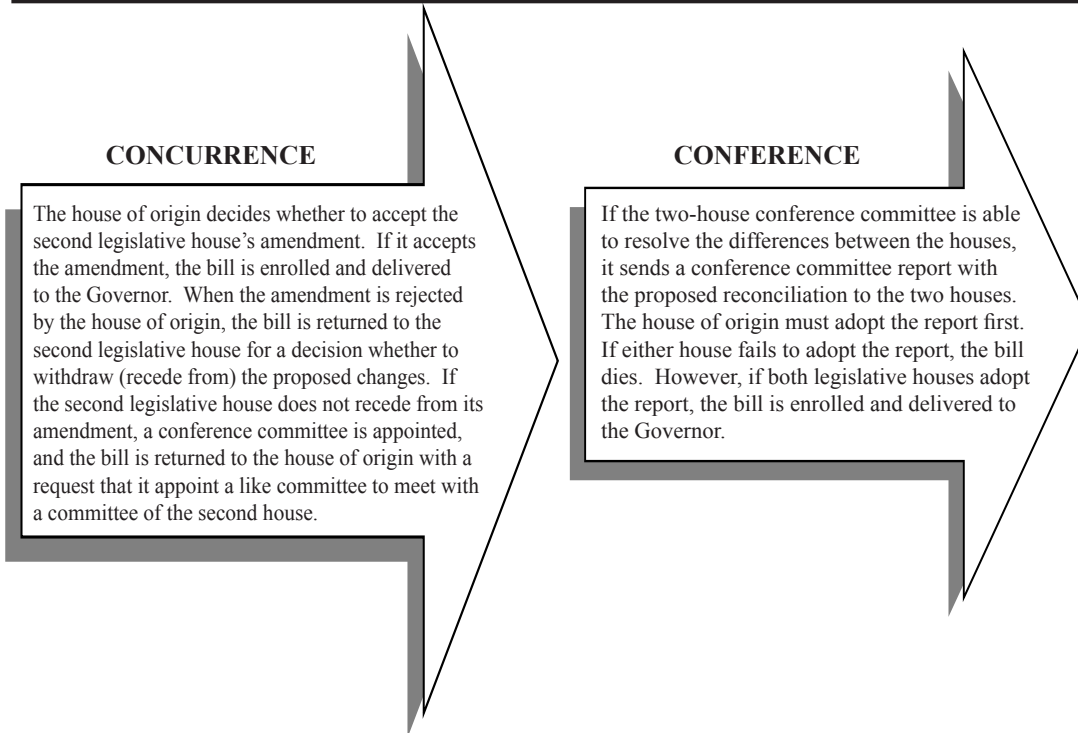 CONCURRENCE
The house of origin decides whether to accept the
second legislative house’s amendment.  If it accepts
the amendment, the bill is enrolled and delivered
to the Governor.  When the amendment is rejected
by the house of origin, the bill is returned to the
second legislative house for a decision whether to
withdraw (recede from) the proposed changes.  If
the second legislative house does not recede from its
amendment, a conference committee is appointed,
and the bill is returned to the house of origin with a
request that it appoint a like committee to meet with
a committee of the second house.
CONFERENCE
If the two-house conference committee is able
to resolve the differences between the houses,
it sends a conference committee report with
the proposed reconciliation to the two houses.
The house of origin must adopt the report first.
If either house fails to adopt the report, the bill
dies.  However, if both legislative houses adopt
the report, the bill is enrolled and delivered to
the Governor.